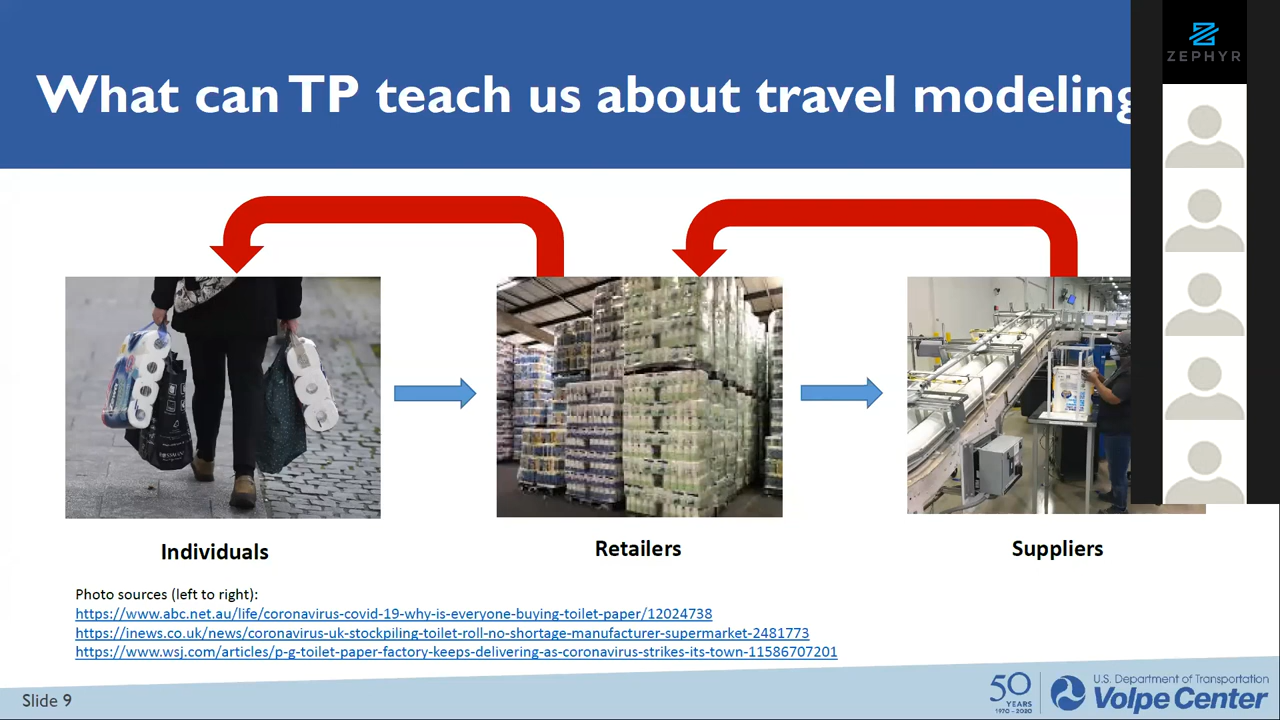 What can TP teach us about travel modeling
ZEPHYR
Individuals
Retailers
Suppliers
Photo sources (left to right):
https://www.abc.net.au/life/coronavirus-covid-19-why-is-everyone-buying-toilet-paper/12024738
https://inews.co.uk/news/coronavirus-uk-stockpiling-toilet-roll-no-shortage-manufacturer-supermarket-2481773
https://www.wsj.com/articles/p-g-toilet-paper-factory-keeps-delivering-as-coronavirus-strikes-its-town-11586707201
Slide 9
50
YEARS
1970 - 2020
U.S. Department of Transportation
Volpe Center